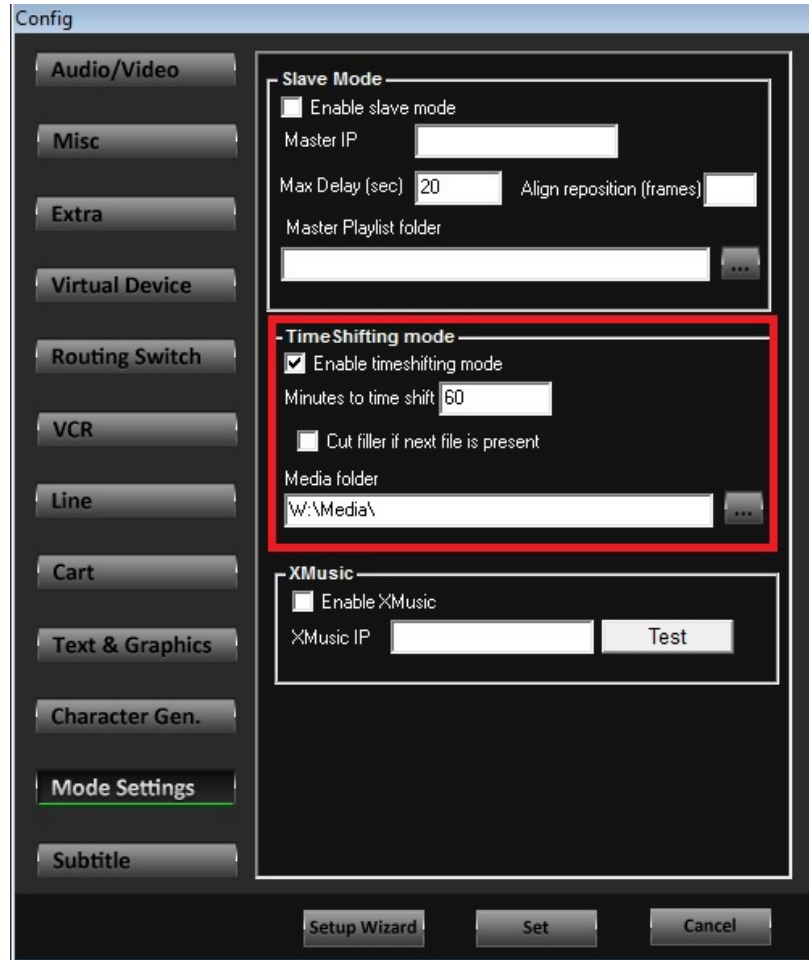 Config
Audio/Video
Misc
Extra
Virtual Device
Routing Switch
VCR
Line
Cart
Text & Graphics
Character Gen.
Mode Settings
Subtitle
Slave Mode
Enable slave mode
Master IP
Max Delay (sec) 20 Align reposition (frames)
Master Playlist folder
...
TimeShifting mode
Enable timeshifting mode
Minutes to time shift 60
Cut filler if next file is present
Media folder
W:\Media\ ...
XMusic
Enable XMusic
XMusic IP Test
Setup Wizard Set Cancel